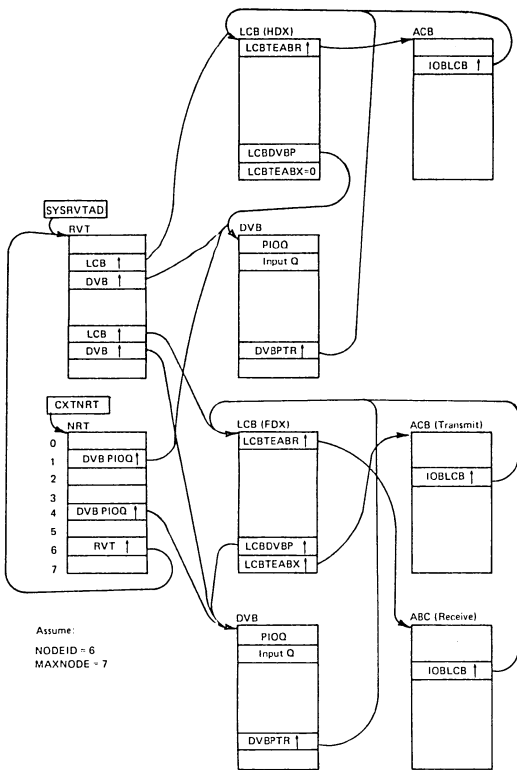 LCB (HDX)
LCBTEABR ↑
LCBDVBP
LCBTEABX=0
ACB
IOBLCB ↑
SYSRVTAD
RVT
LCB ↑
DVB ↑
LCB ↑
DVB ↑
DVB
PIOQ
Input Q
DVBPTR ↑
CXTNRT
NRT
0
1 DVB PIOQ ↑
2
3
4 DVB PIOQ ↑
5
6 RVT ↑
7
LCB (FDX)
LCBTEABR ↑
LCBDVBP ↑
LCBTEABX ↑
ACB (Transmit)
IOBLCB ↑
DVB
PIOQ
Input Q
DVBPTR ↑
ABC (Receive)
IOBLCB ↑
Assume:
NODEID = 6
MAXNODE = 7